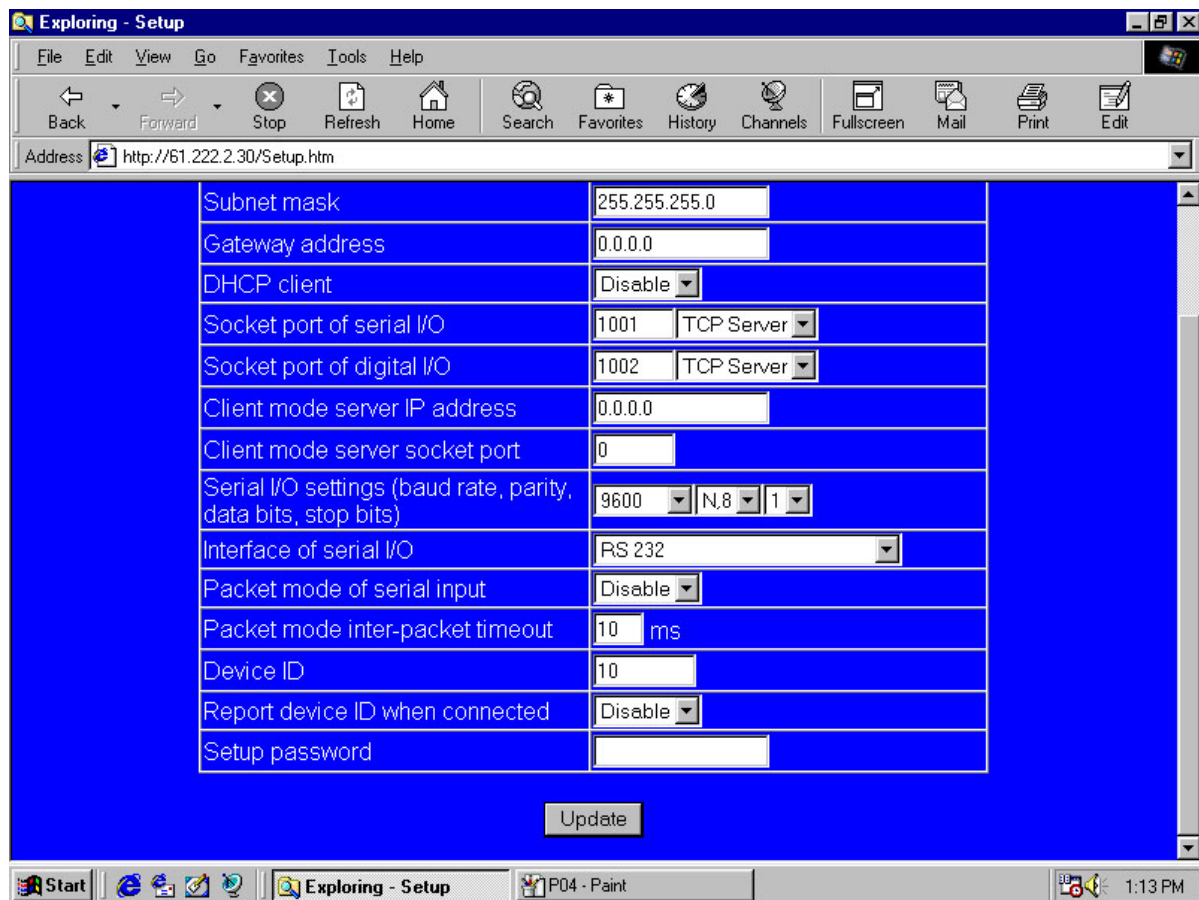 Exploring - Setup
File Edit View Go Favorites Tools Help
Back Forward Stop Refresh Home Search Favorites History Channels Fullscreen Mail Print Edit
Address http://61.222.2.30/Setup.htm
Subnet mask 255.255.255.0
Gateway address 0.0.0.0
DHCP client Disable
Socket port of serial I/O 1001 TCP Server
Socket port of digital I/O 1002 TCP Server
Client mode server IP address 0.0.0.0
Client mode server socket port 0
Serial I/O settings (baud rate, parity,
data bits, stop bits) 9600 N,8 1
Interface of serial I/O RS 232
Packet mode of serial input Disable
Packet mode inter-packet timeout 10 ms
Device ID 10
Report device ID when connected Disable
Setup password
Update
Start Exploring - Setup P04 - Paint 1:13 PM